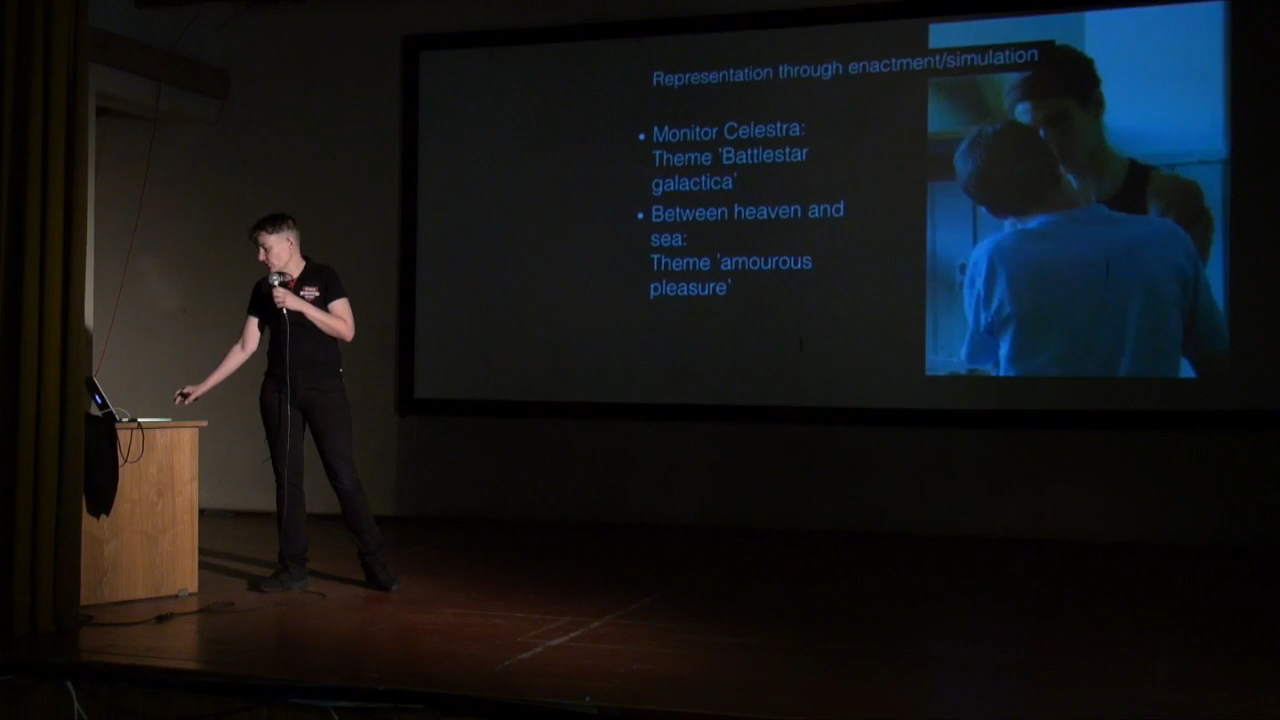 Representation through enactment/simulation
• Monitor Celestra:
Theme 'Battlestar
galactica'
• Between heaven and
sea:
Theme 'amourous
pleasure'